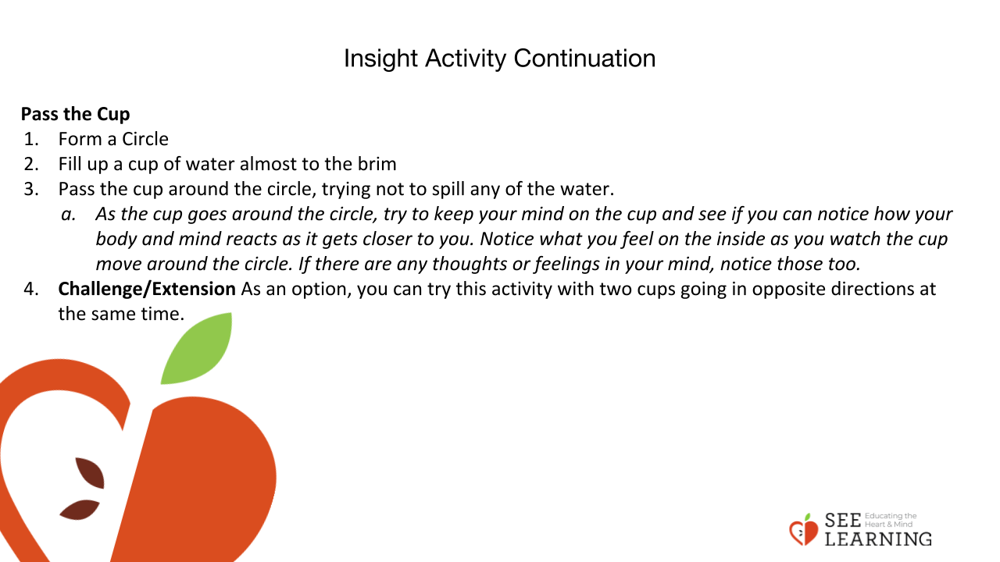 Insight Activity Continuation
Pass the Cup
1. Form a Circle
2. Fill up a cup of water almost to the brim
3. Pass the cup around the circle, trying not to spill any of the water.
a. As the cup goes around the circle, try to keep your mind on the cup and see if you can notice how your
body and mind reacts as it gets closer to you. Notice what you feel on the inside as you watch the cup
move around the circle. If there are any thoughts or feelings in your mind, notice those too.
4. Challenge/Extension As an option, you can try this activity with two cups going in opposite directions at
the same time.
SEE Educating the
Heart & Mind
LEARNING